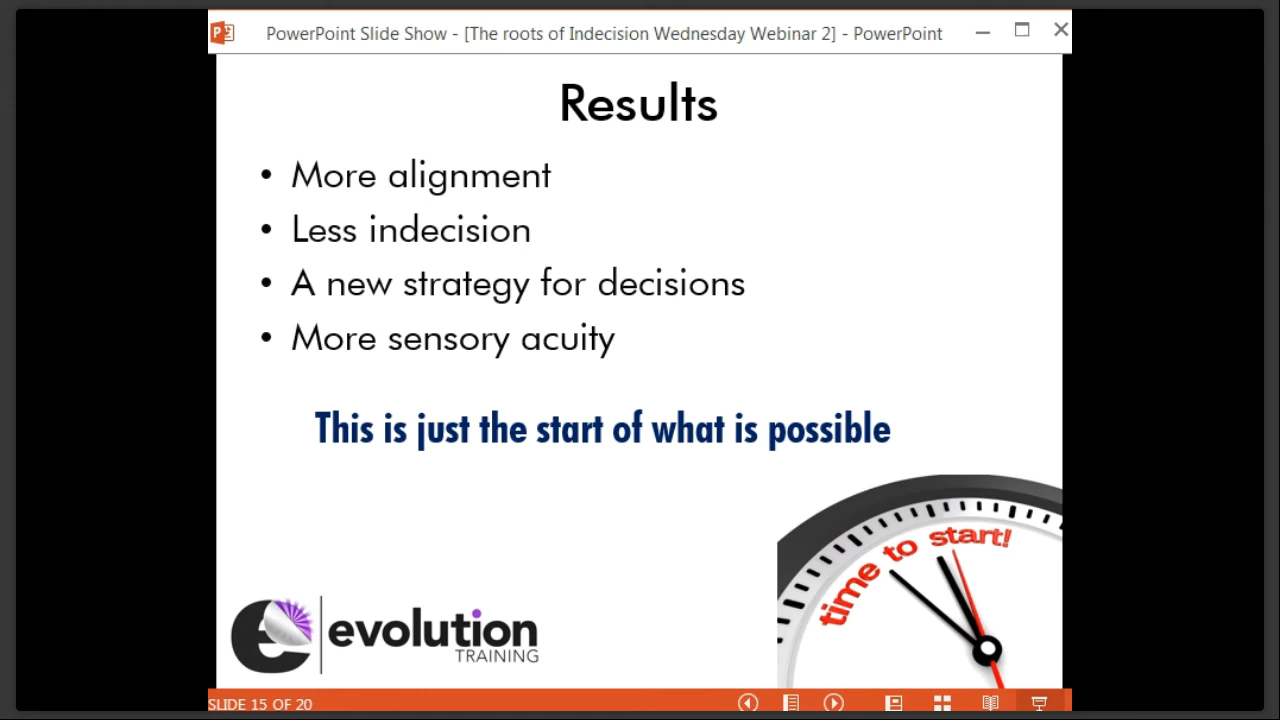 PowerPoint Slide Show - [The roots of Indecision Wednesday Webinar 2] - PowerPoint
Results
• More alignment
• Less indecision
• A new strategy for decisions
• More sensory acuity
This is just the start of what is possible
time to start!
evolution
TRAINING
SLIDE 15 OF 20